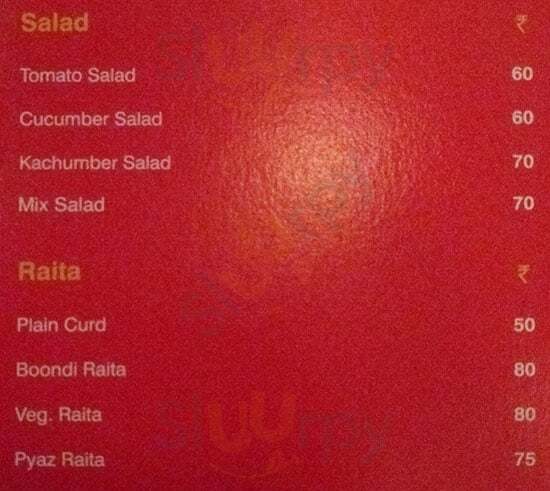 Salad ₹
Tomato Salad 60
Cucumber Salad 60
Kachumber Salad 70
Mix Salad 70
Raita ₹
Plain Curd 50
Boondi Raita 80
Veg. Raita 80
Pyaz Raita 75